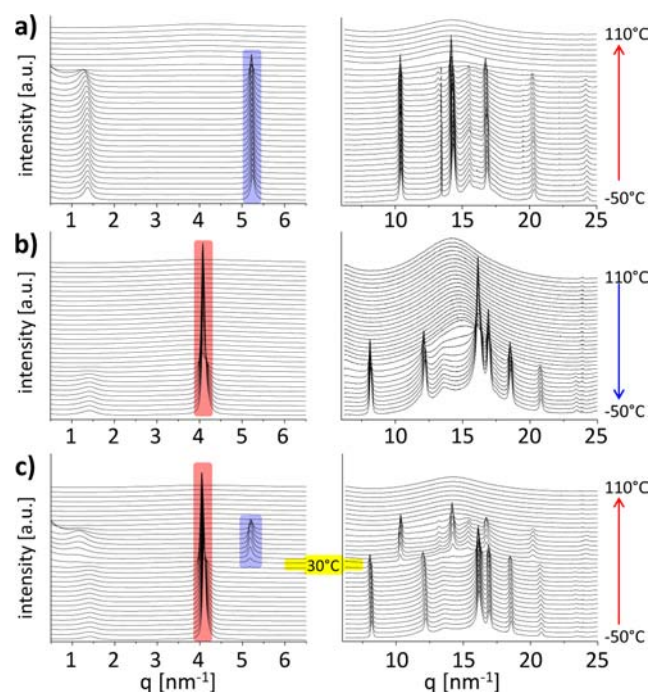 a)
intensity [a.u.]
1 2 3 4 5 6
10 15 20 25
110°C
-50°C
b)
intensity [a.u.]
1 2 3 4 5 6
10 15 20 25
110°C
-50°C
c)
intensity [a.u.]
30°C
1 2 3 4 5 6
10 15 20 25
110°C
-50°C
q [nm⁻¹]
q [nm⁻¹]